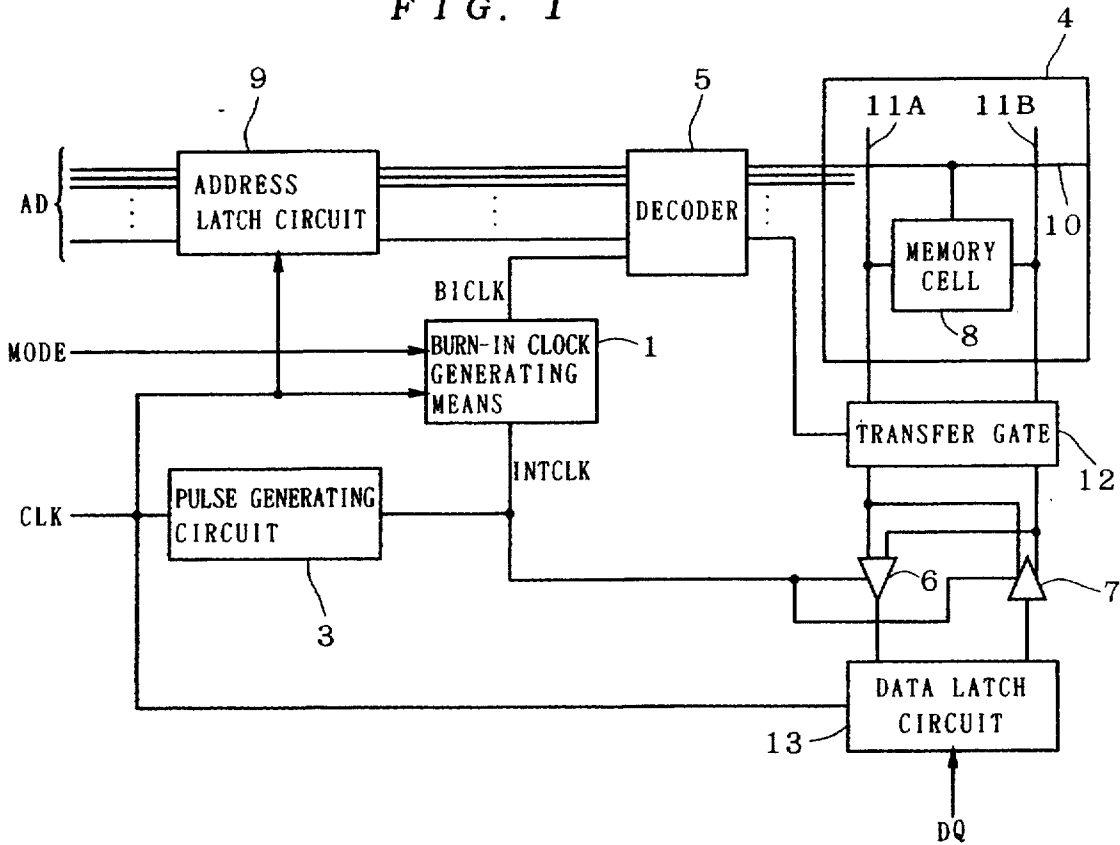 FIG. 1
4
9
5
11A
11B
AD
ADDRESS
LATCH CIRCUIT
DECODER
10
MEMORY
CELL
8
BICLK
MODE
BURN-IN CLOCK
GENERATING
MEANS
1
TRANSFER GATE
12
INTCLK
CLK
PULSE GENERATING
CIRCUIT
3
6
7
DATA LATCH
CIRCUIT
13
DQ